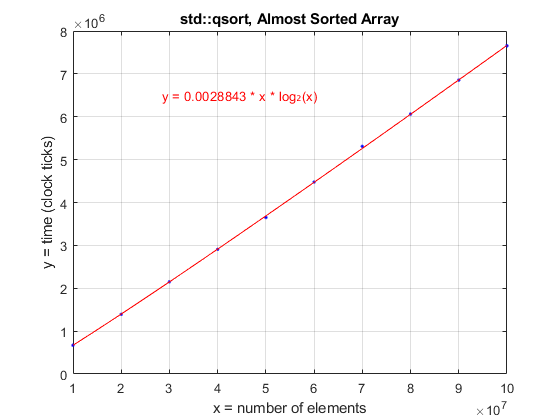 std::qsort, Almost Sorted Array
×10⁶
8
7
6
5
4
3
2
1
0
y = 0.0028843 * x * log₂(x)
y = time (clock ticks)
1 2 3 4 5 6 7 8 9 10
x = number of elements
×10⁷